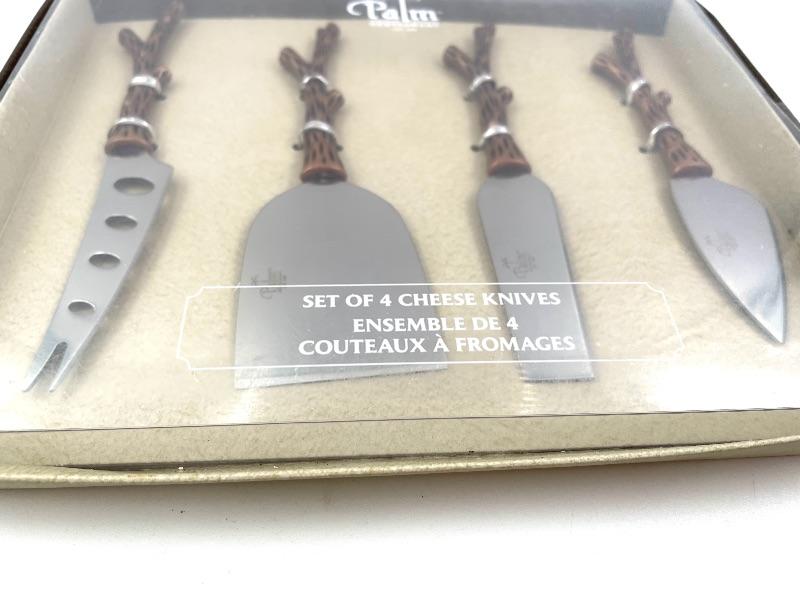 Palm
SET OF 4 CHEESE KNIVES
ENSEMBLE DE 4
COUTEAUX À FROMAGES